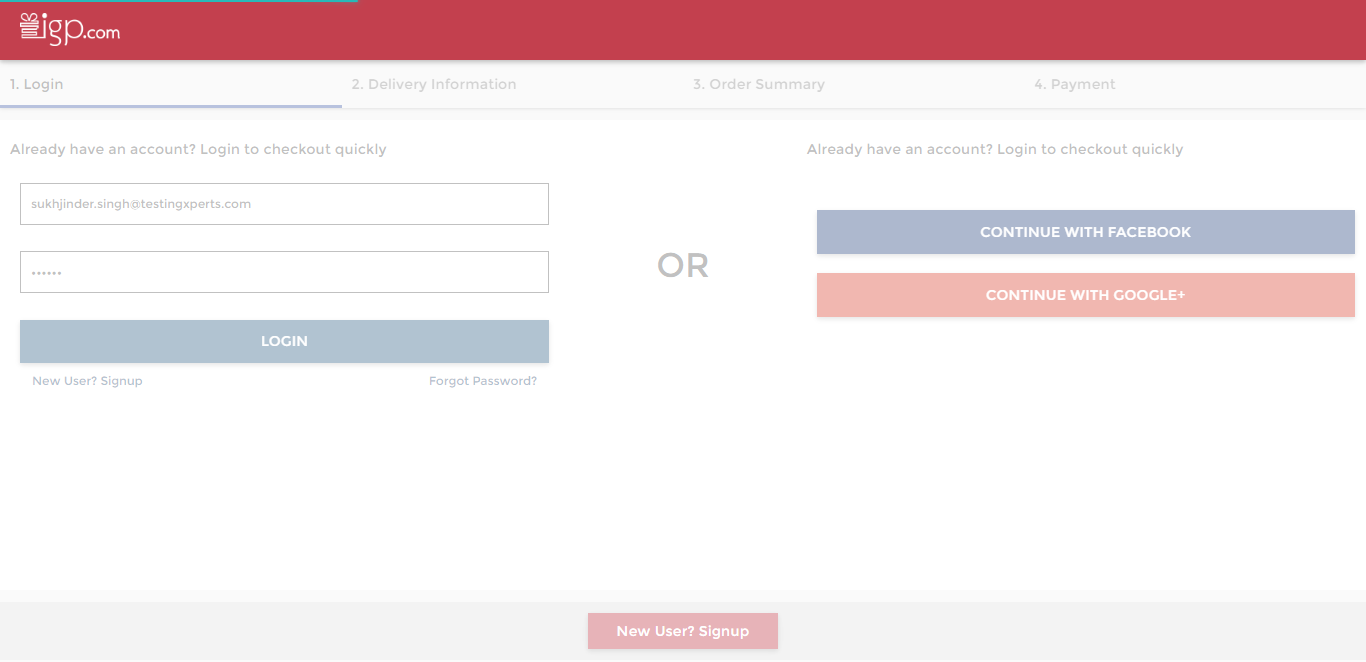 igp.com
1. Login
2. Delivery Information
3. Order Summary
4. Payment
Already have an account? Login to checkout quickly
sukhjinder.singh@testingxperts.com
••••••
LOGIN
New User? Signup
Forgot Password?
OR
Already have an account? Login to checkout quickly
CONTINUE WITH FACEBOOK
CONTINUE WITH GOOGLE+
New User? Signup